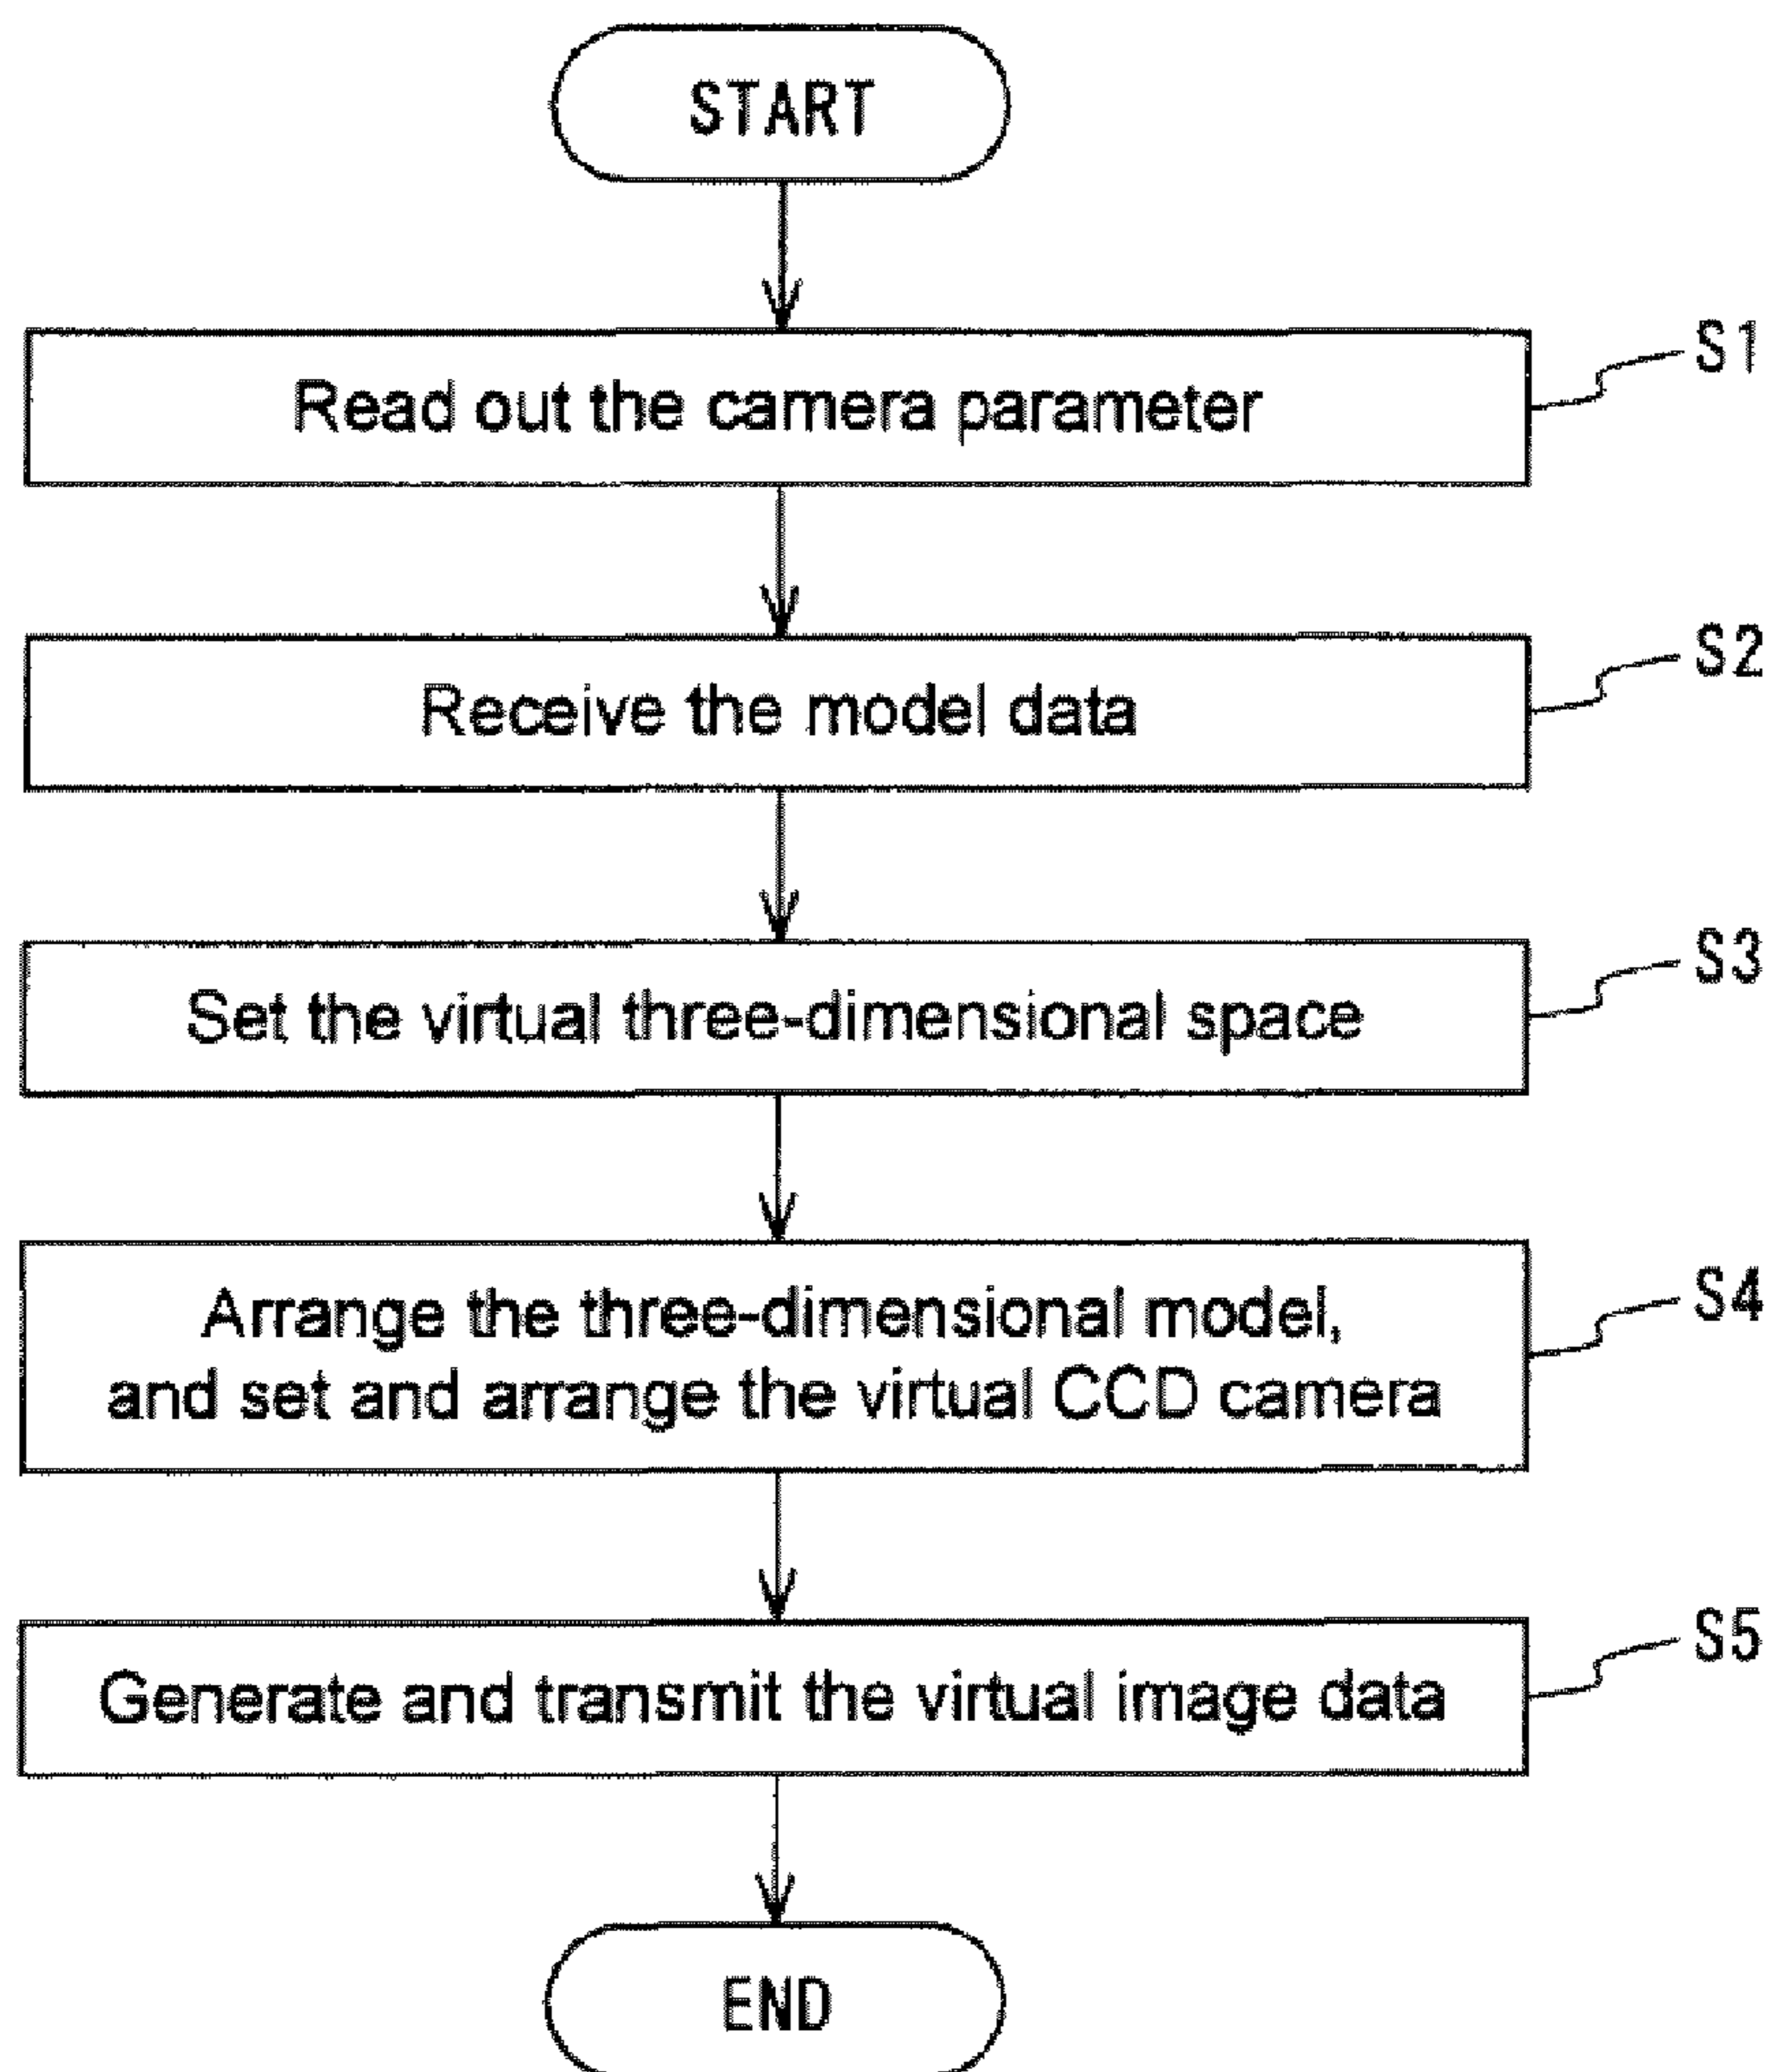 START
Read out the camera parameter
S1
Receive the model data
S2
Set the virtual three-dimensional space
S3
Arrange the three-dimensional model,
and set and arrange the virtual CCD camera
S4
Generate and transmit the virtual image data
S5
END